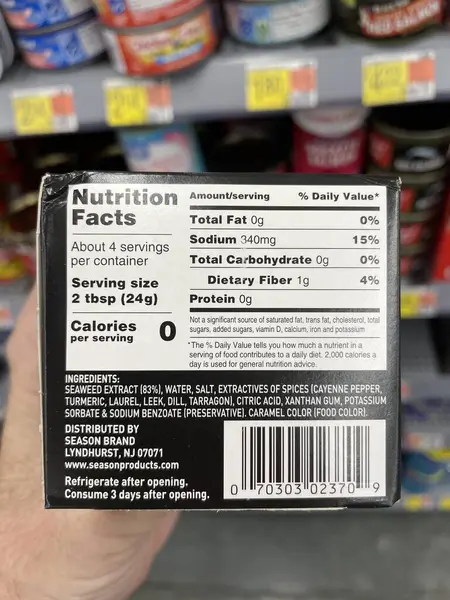 Nutrition
Facts
About 4 servings
per container
Serving size
2 tbsp (24g)
Calories 0
per serving
Amount/serving % Daily Value*
Total Fat 0g 0%
Sodium 340mg 15%
Total Carbohydrate 0g 0%
Dietary Fiber 1g 4%
Protein 0g
Not a significant source of saturated fat, trans fat, cholesterol, total
sugars, added sugars, vitamin D, calcium, iron and potassium
*The % Daily Value tells you how much a nutrient in a
serving of food contributes to a daily diet. 2,000 calories a
day is used for general nutrition advice.
INGREDIENTS:
SEAWEED EXTRACT (83%), WATER, SALT, EXTRACTIVES OF SPICES (CAYENNE PEPPER,
TURMERIC, LAUREL, LEEK, DILL, TARRAGON), CITRIC ACID, XANTHAN GUM, POTASSIUM
SORBATE & SODIUM BENZOATE (PRESERVATIVE). CARAMEL COLOR (FOOD COLOR).
DISTRIBUTED BY
SEASON BRAND
LYNDHURST, NJ 07071
www.seasonproducts.com
Refrigerate after opening.
Consume 3 days after opening.
0 70303 02370 9